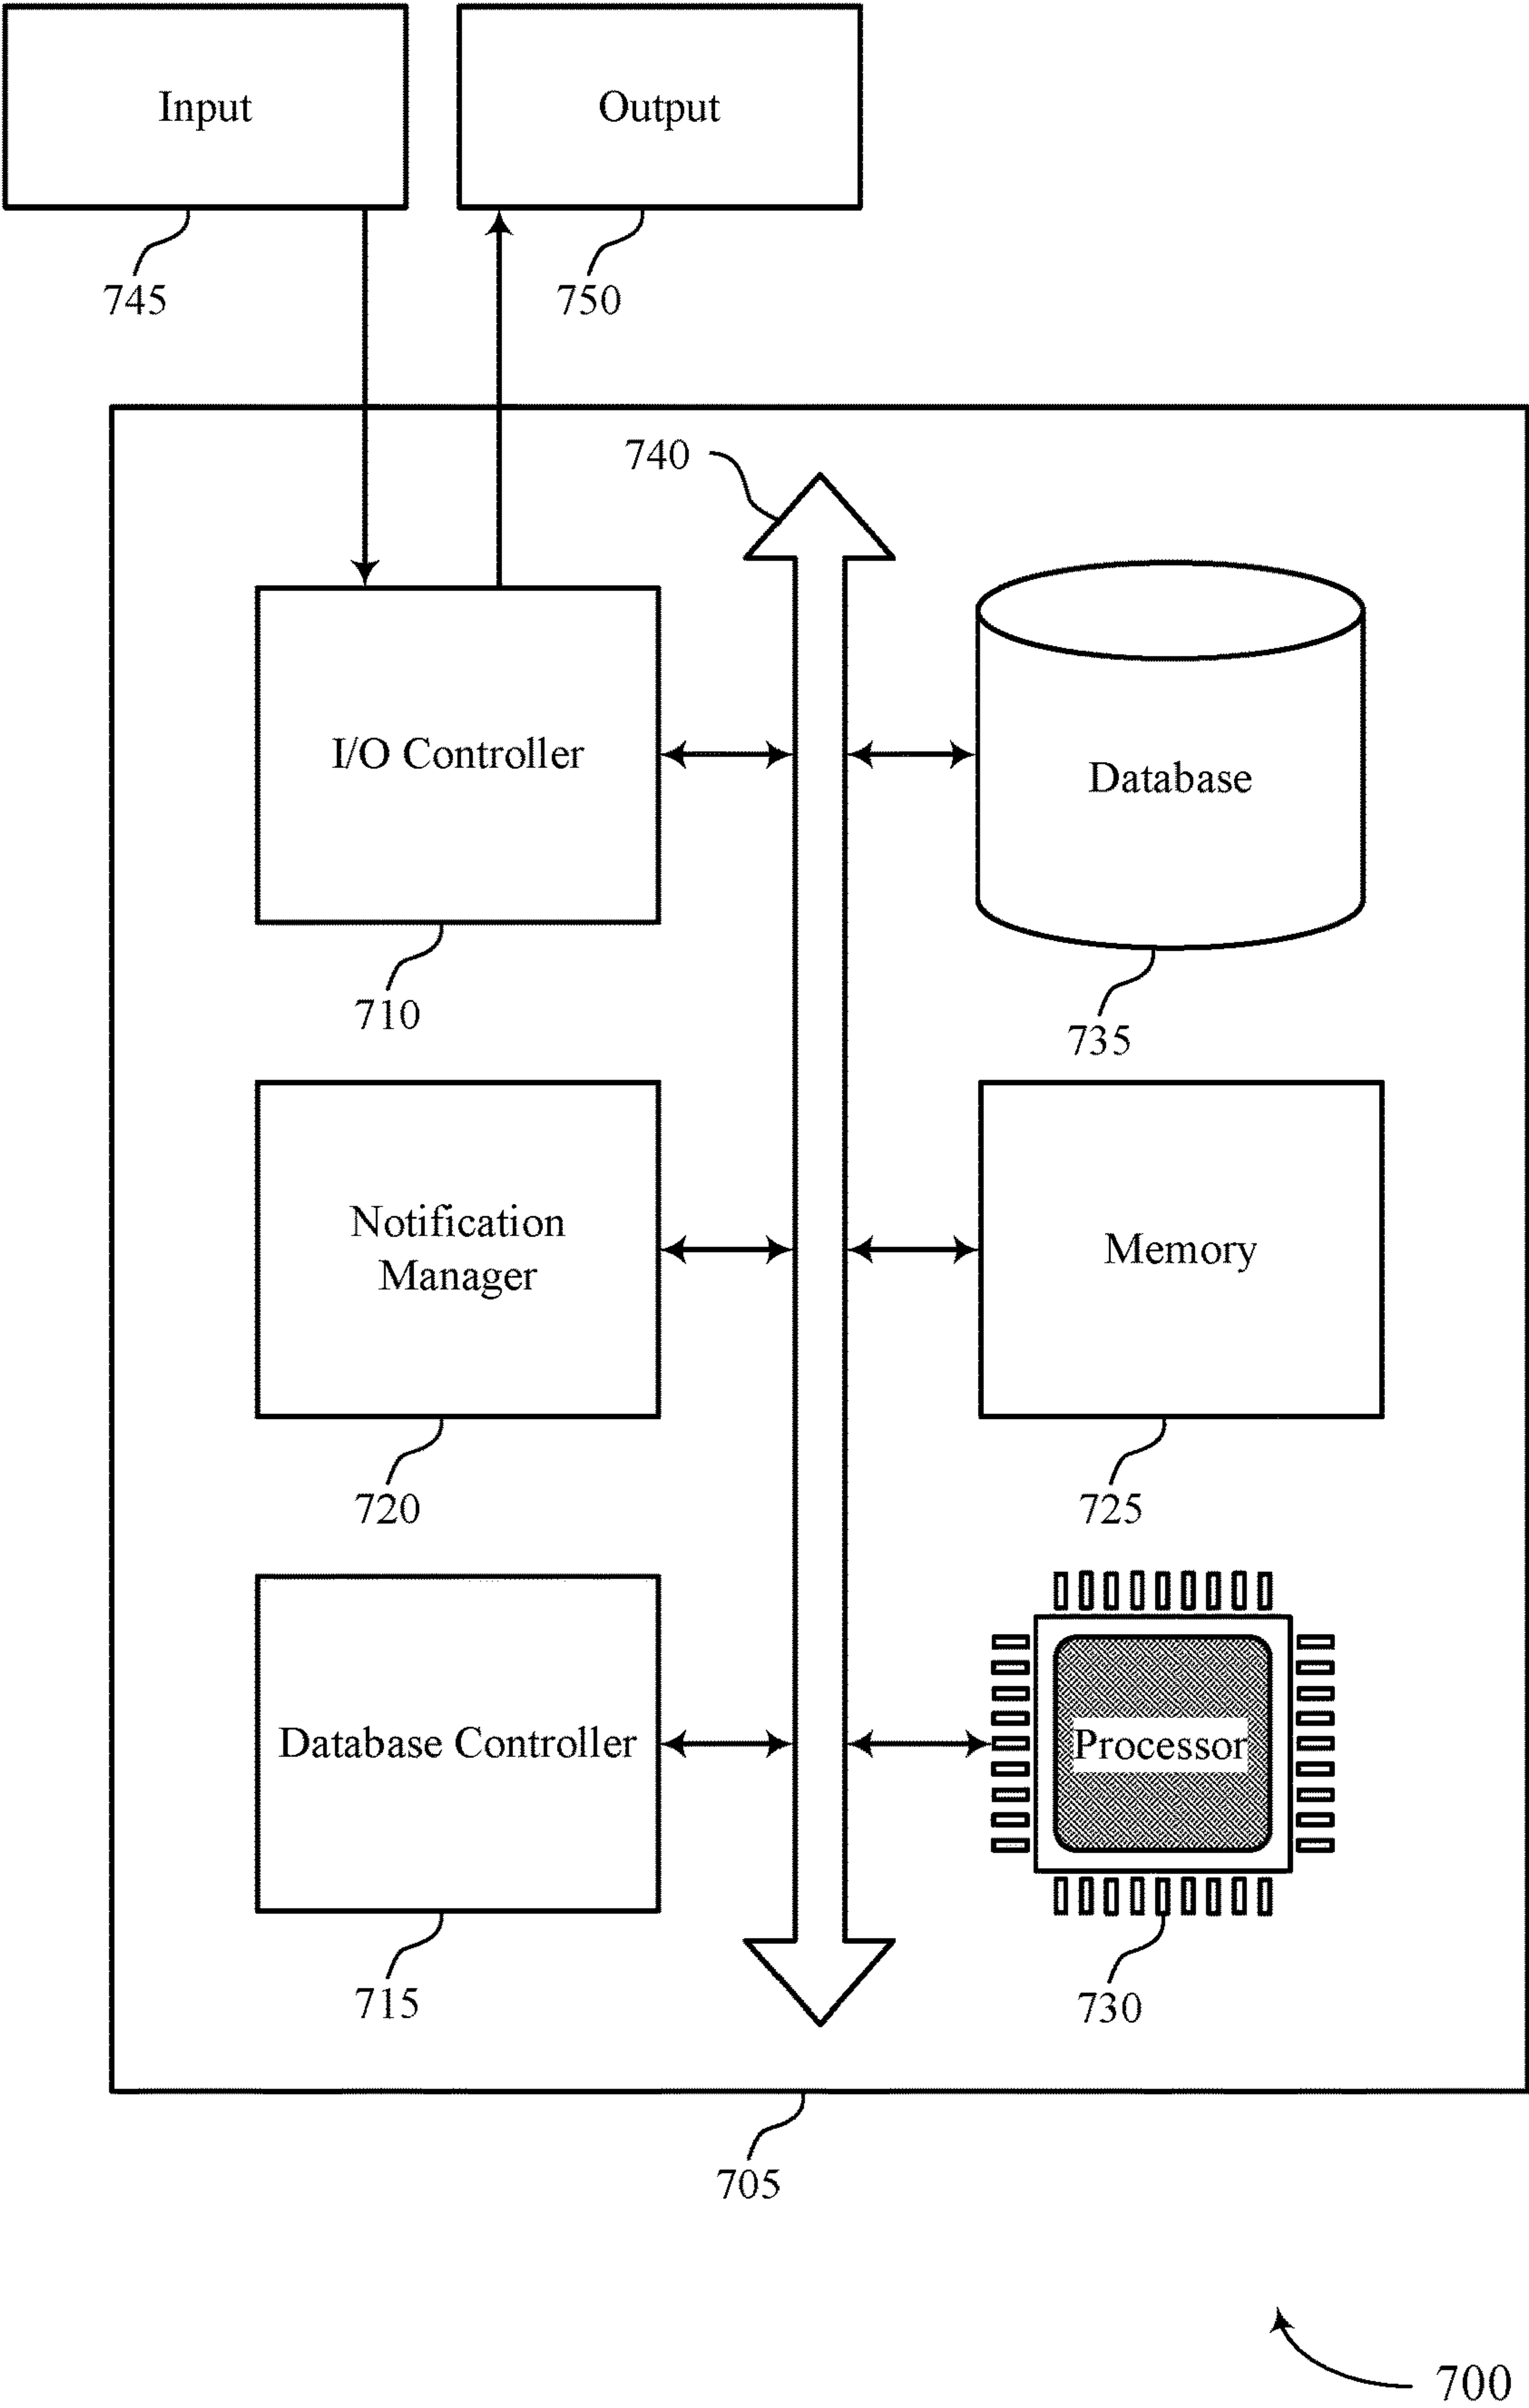 Input
Output
745
750
740
I/O Controller
Database
710
735
Notification
Manager
Memory
720
725
Database Controller
Processor
715
730
705
700